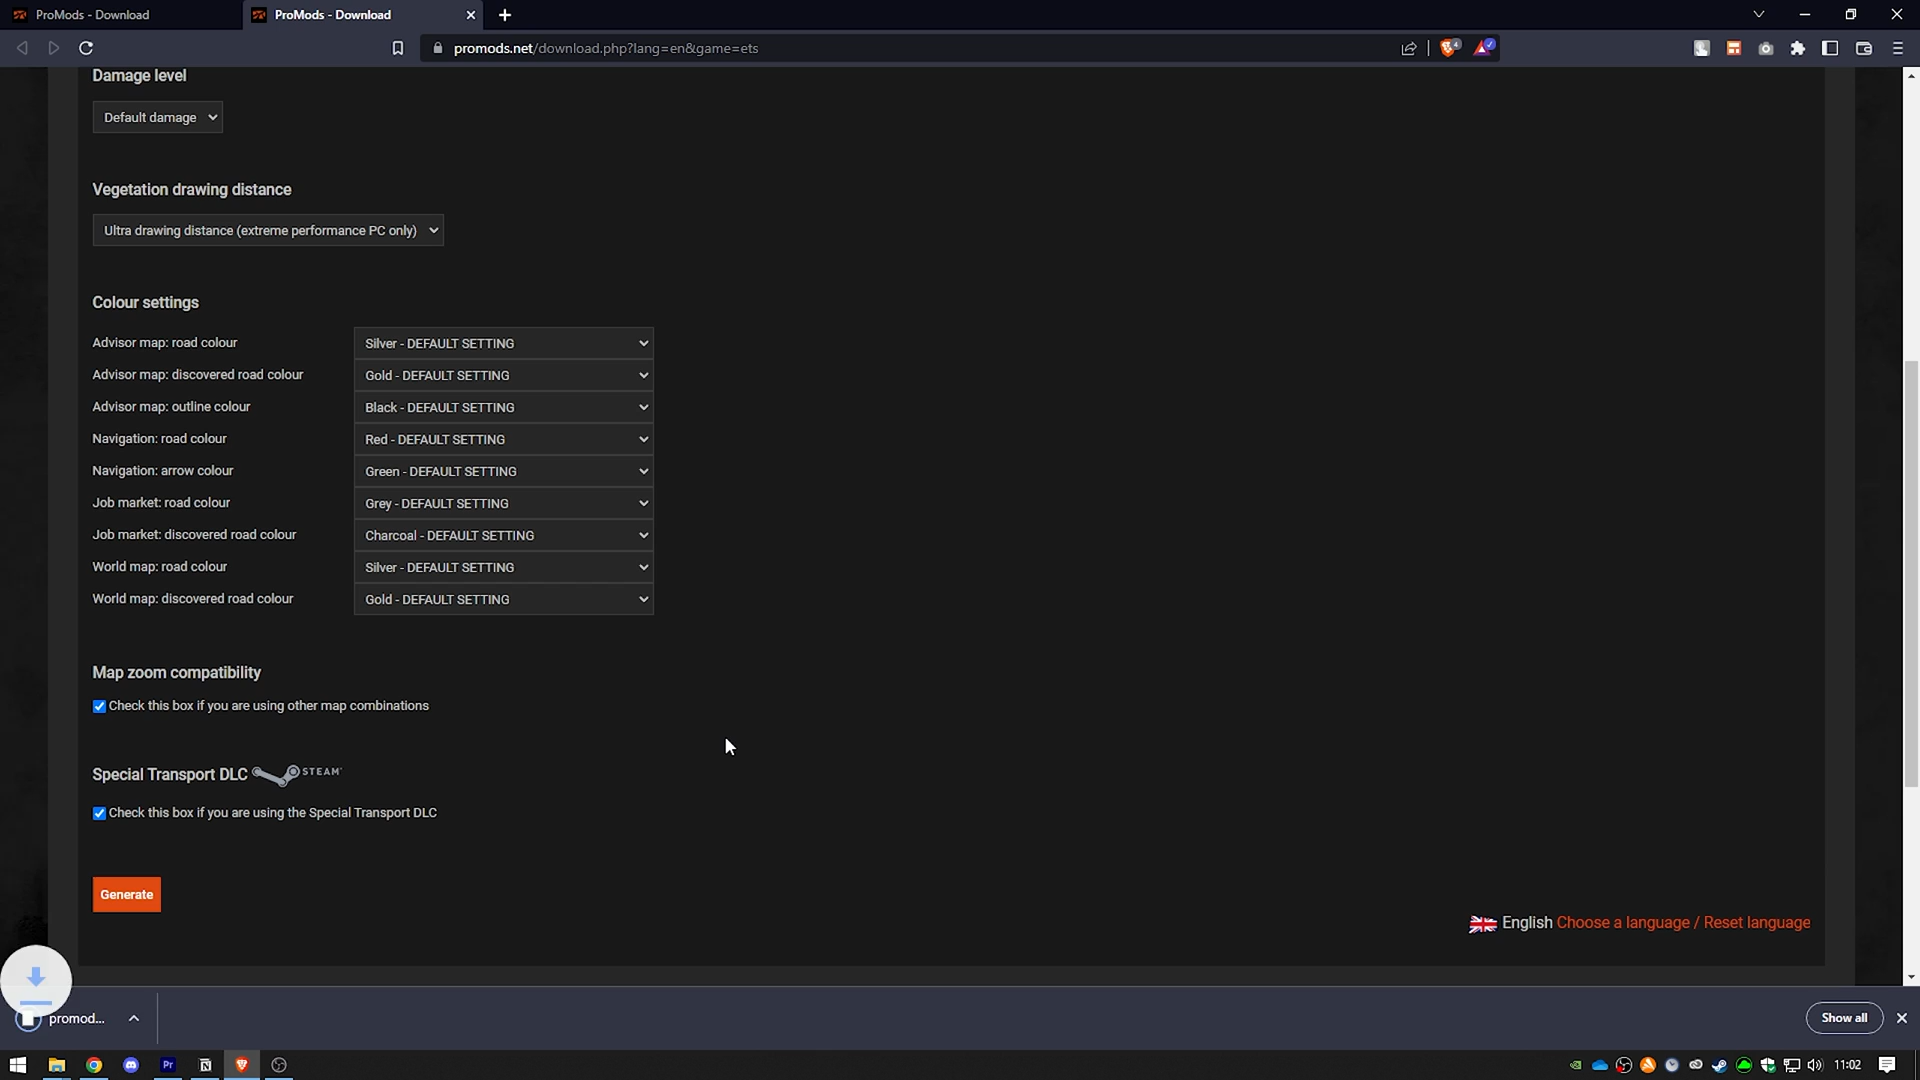 ProMods - Download
ProMods - Download
promods.net/download.php?lang=en&game=ets
Damage level
Default damage
Vegetation drawing distance
Ultra drawing distance (extreme performance PC only)
Colour settings
Advisor map: road colour Silver - DEFAULT SETTING
Advisor map: discovered road colour Gold - DEFAULT SETTING
Advisor map: outline colour Black - DEFAULT SETTING
Navigation: road colour Red - DEFAULT SETTING
Navigation: arrow colour Green - DEFAULT SETTING
Job market: road colour Grey - DEFAULT SETTING
Job market: discovered road colour Charcoal - DEFAULT SETTING
World map: road colour Silver - DEFAULT SETTING
World map: discovered road colour Gold - DEFAULT SETTING
Map zoom compatibility
Check this box if you are using other map combinations
Special Transport DLC STEAM
Check this box if you are using the Special Transport DLC
Generate
English Choose a language / Reset language
promod...
Show all
Pr
11:02